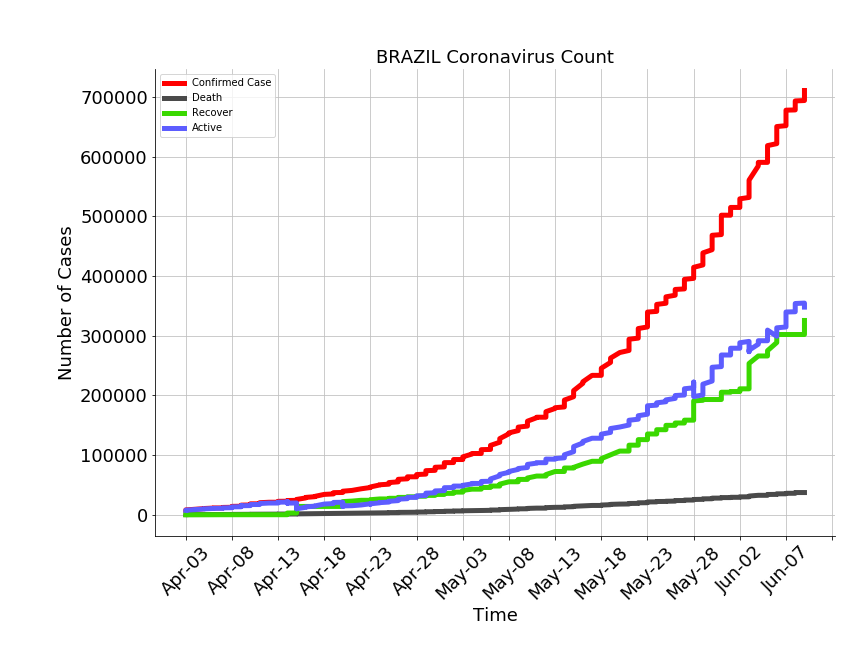 BRAZIL Coronavirus Count
Confirmed Case
Death
Recover
Active
700000
600000
500000
400000
300000
200000
100000
0
Number of Cases
Apr-03
Apr-08
Apr-13
Apr-18
Apr-23
Apr-28
May-03
May-08
May-13
May-18
May-23
May-28
Jun-02
Jun-07
Time